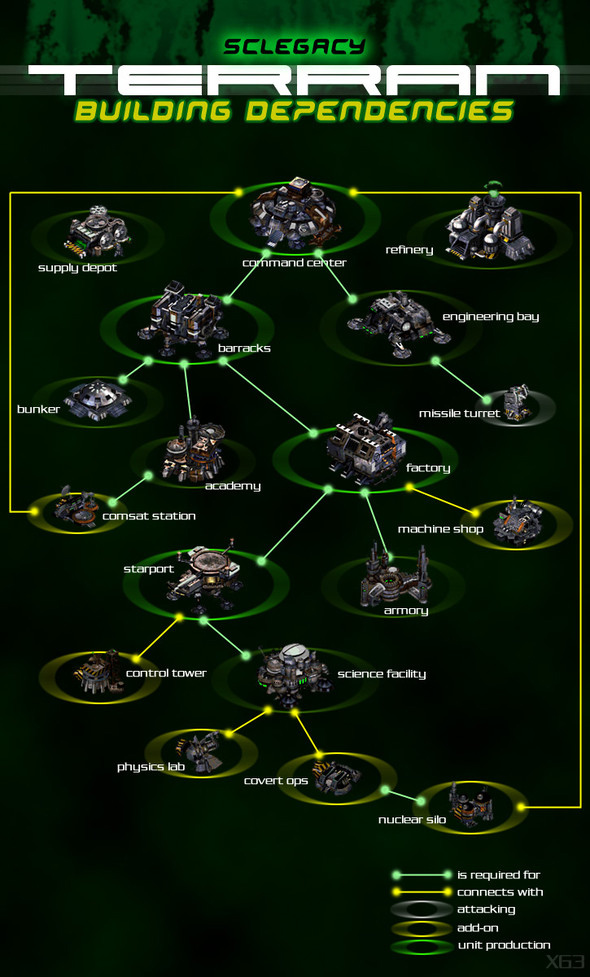 SCLEGACY
TERRAN
BUILDING DEPENDENCIES
supply depot
command center
refinery
barracks
engineering bay
bunker
missile turret
academy
factory
comsat station
machine shop
starport
armory
control tower
science facility
physics lab
covert ops
nuclear silo
is required for
connects with
attacking
add-on
unit production
X63